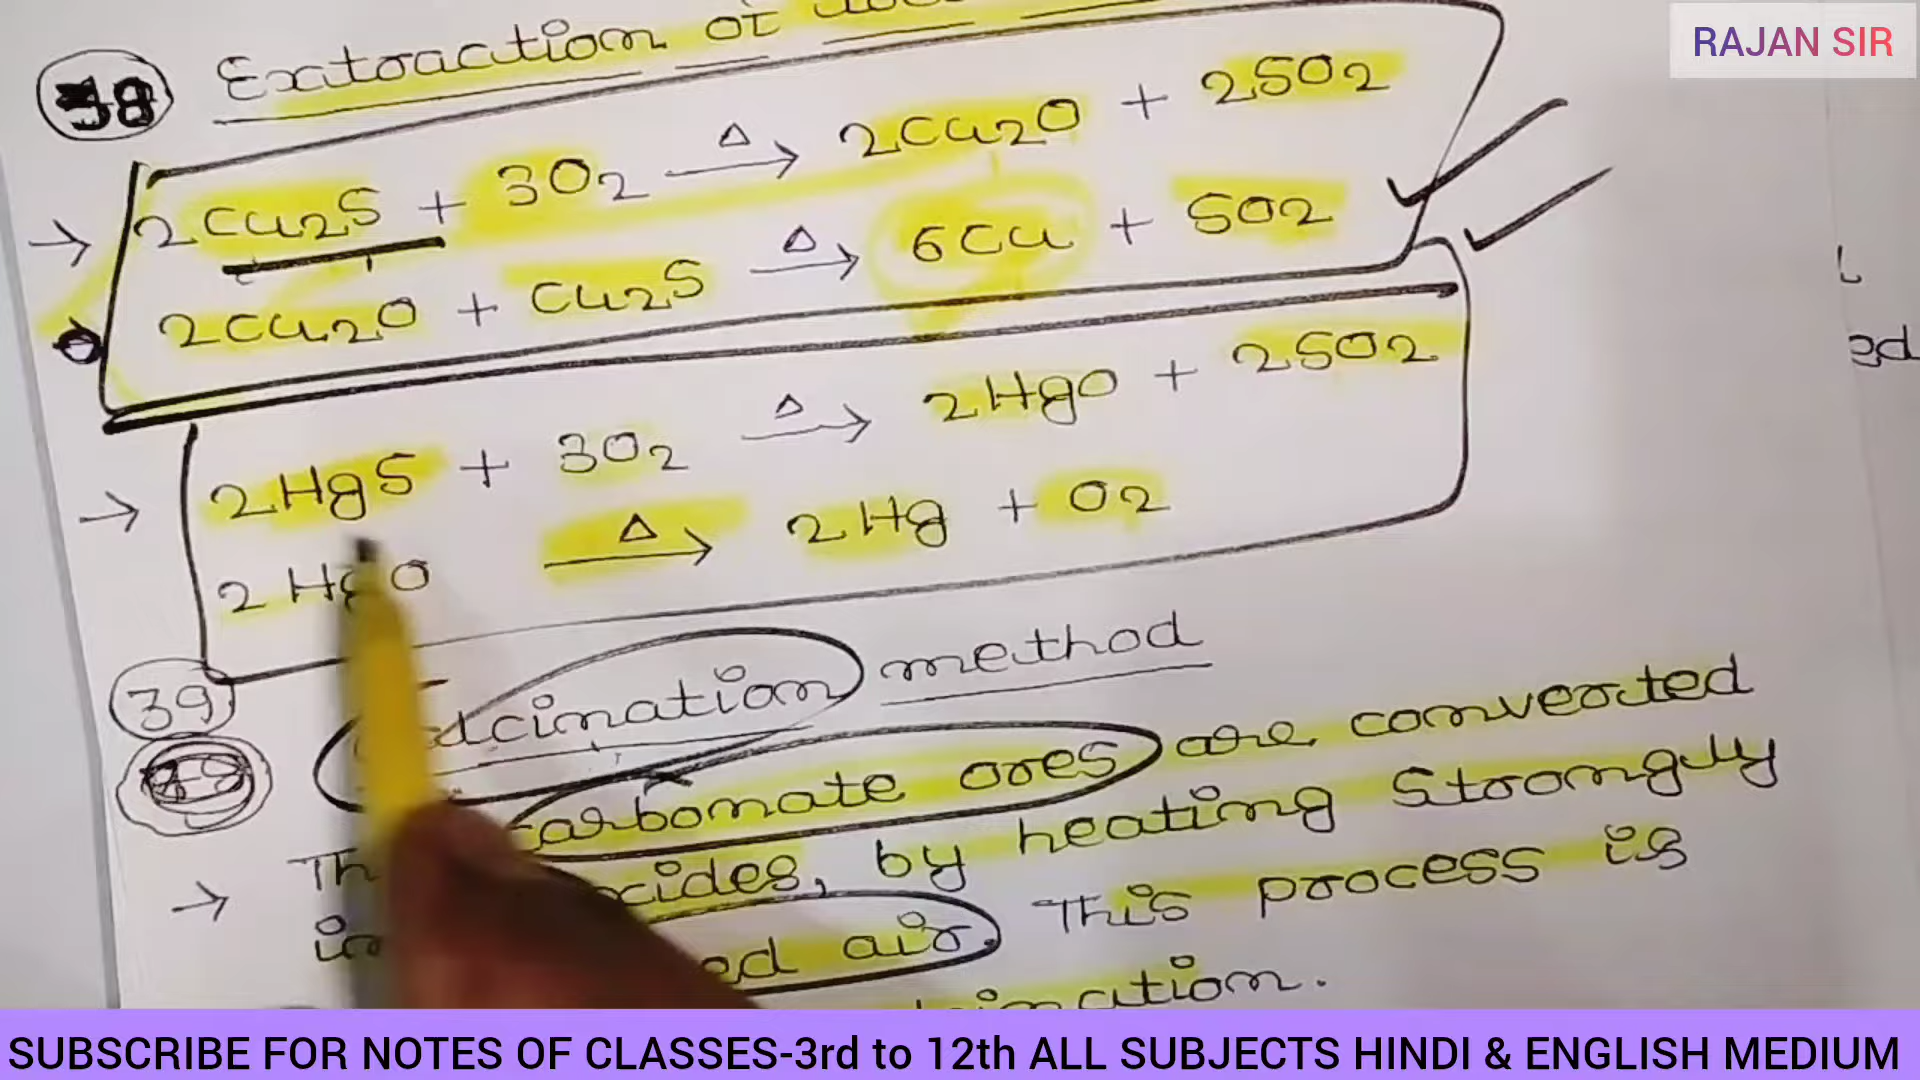 RAJAN SIR
38 Extraction of
→ 2Cu2S + 3O2 Δ→ 2Cu2O + 2SO2
2Cu2O + Cu2S Δ→ 6Cu + SO2
→ 2HgS + 3O2 Δ→ 2HgO + 2SO2
2HgO Δ→ 2Hg + O2
39 Calcination method
carbonate ores are converted
→ by heating Strongly
air. This process is
SUBSCRIBE FOR NOTES OF CLASSES-3rd to 12th ALL SUBJECTS HINDI & ENGLISH MEDIUM